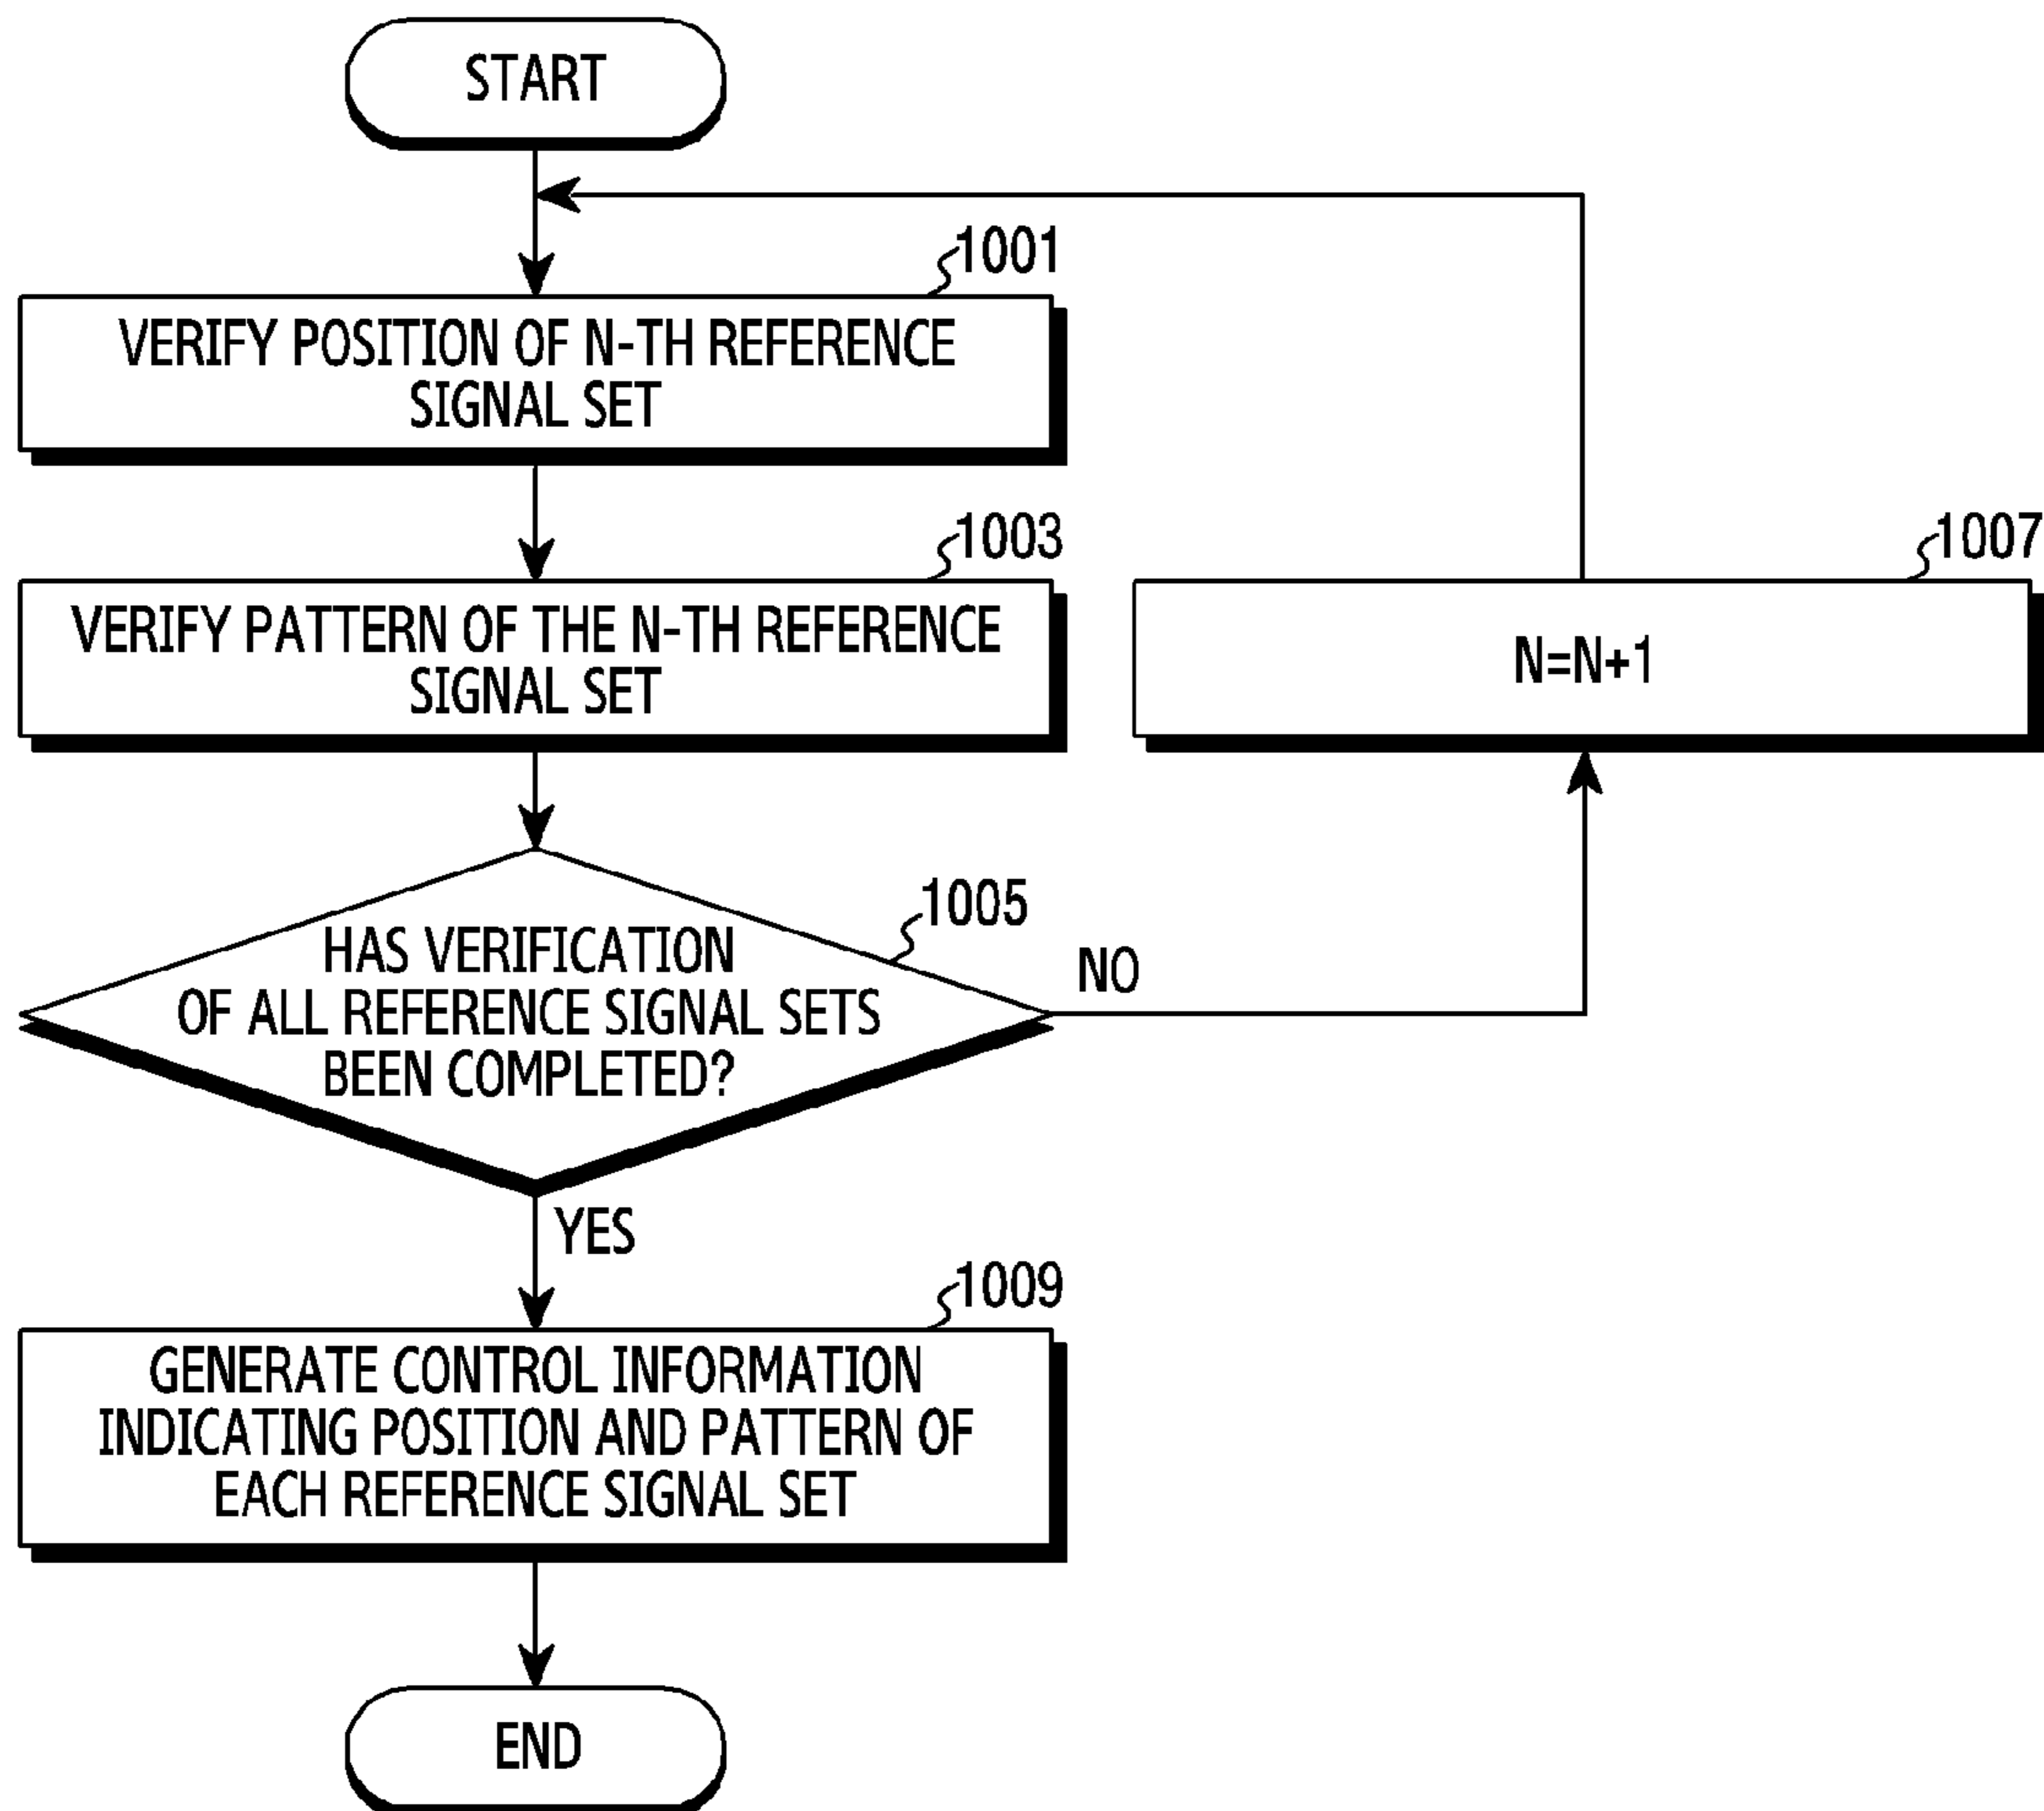 START
1001
VERIFY POSITION OF N-TH REFERENCE
SIGNAL SET
1003
VERIFY PATTERN OF THE N-TH REFERENCE
SIGNAL SET
1007
N=N+1
1005
HAS VERIFICATION
OF ALL REFERENCE SIGNAL SETS
BEEN COMPLETED?
NO
YES
1009
GENERATE CONTROL INFORMATION
INDICATING POSITION AND PATTERN OF
EACH REFERENCE SIGNAL SET
END